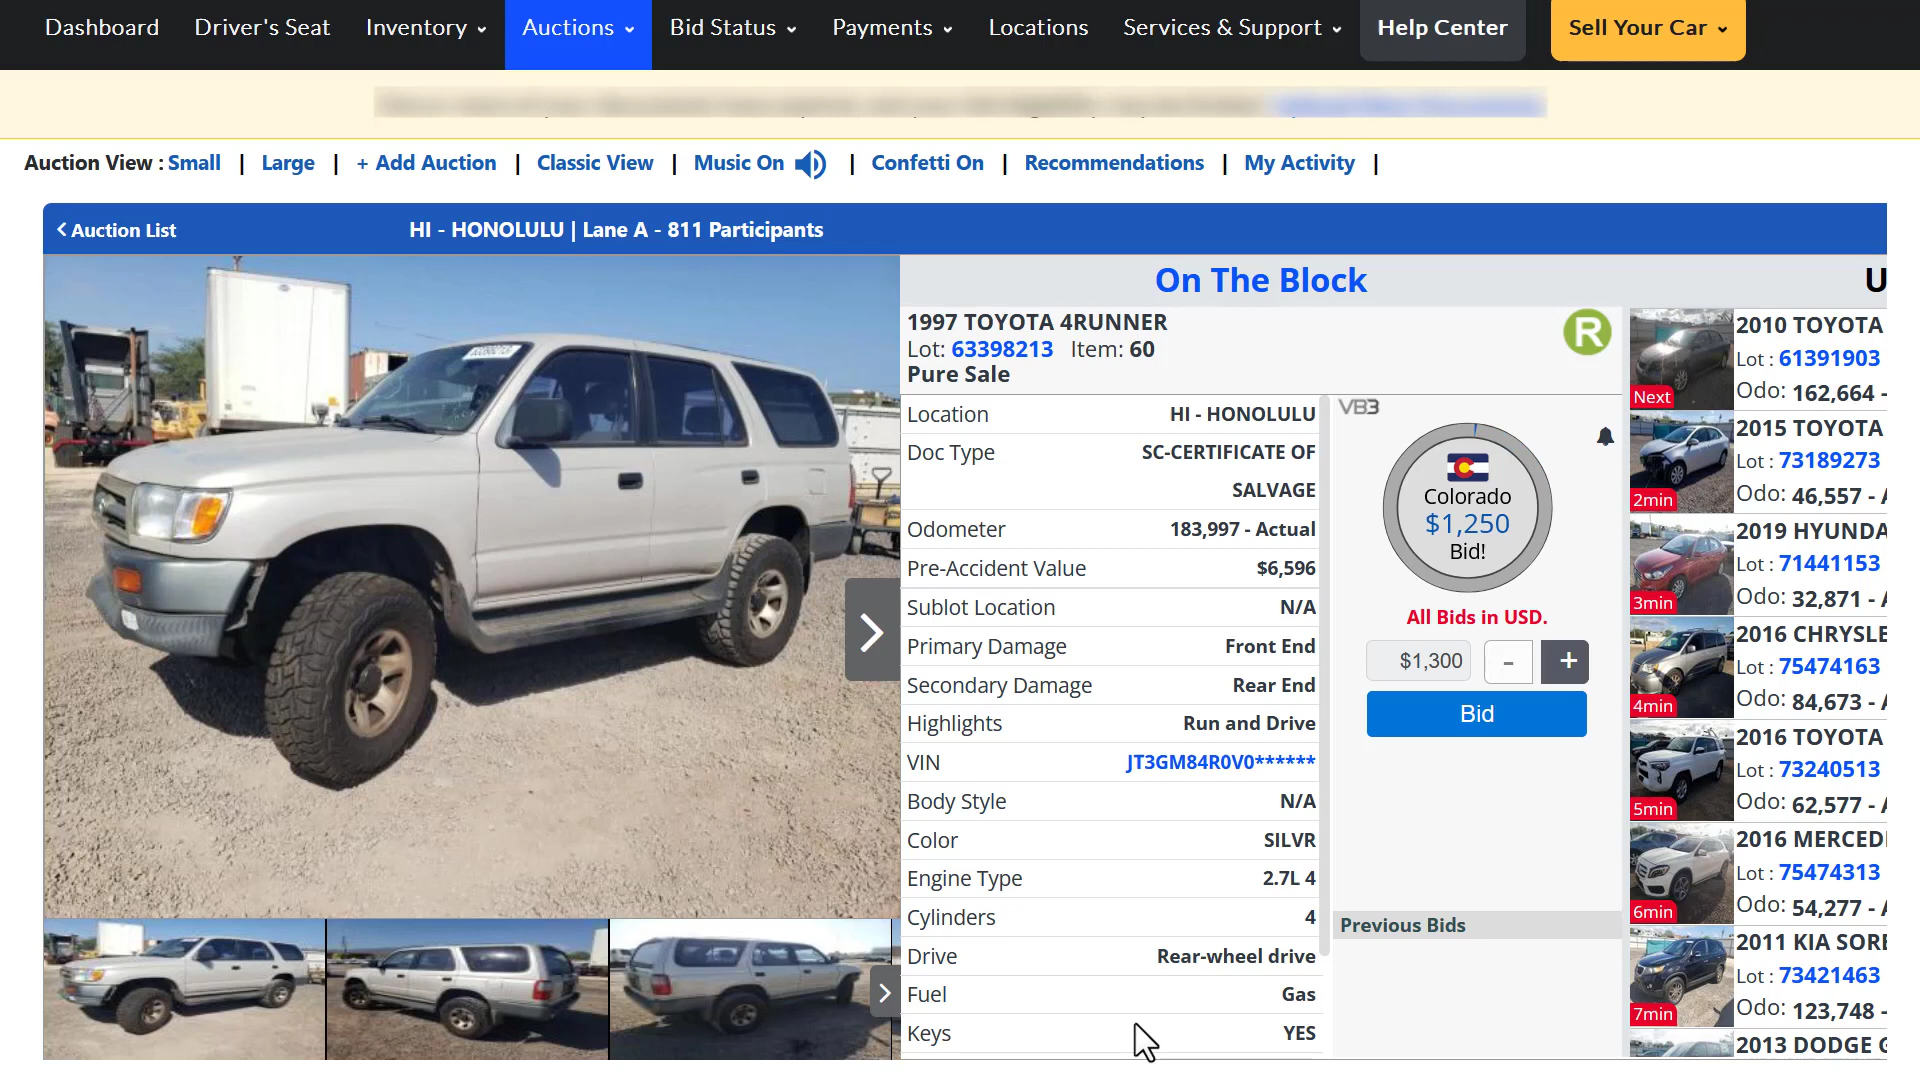 Dashboard Driver's Seat Inventory Auctions Bid Status Payments Locations Services & Support Help Center Sell Your Car
Auction View : Small | Large | + Add Auction | Classic View | Music On | Confetti On | Recommendations | My Activity |
< Auction List HI - HONOLULU | Lane A - 811 Participants
On The Block
1997 TOYOTA 4RUNNER
Lot: 63398213 Item: 60
Pure Sale
R
Location HI - HONOLULU
Doc Type SC-CERTIFICATE OF
SALVAGE
Odometer 183,997 - Actual
Pre-Accident Value $6,596
Sublot Location N/A
Primary Damage Front End
Secondary Damage Rear End
Highlights Run and Drive
VIN JT3GM84R0V0******
Body Style N/A
Color SILVR
Engine Type 2.7L 4
Cylinders 4
Drive Rear-wheel drive
Fuel Gas
Keys YES
VB3
Colorado
$1,250
Bid!
All Bids in USD.
$1,300 - +
Bid
Previous Bids
U
2010 TOYOTA
Lot : 61391903
Next Odo: 162,664 -
2015 TOYOTA
Lot : 73189273
2min Odo: 46,557 - A
2019 HYUNDA
Lot : 71441153
3min Odo: 32,871 - A
2016 CHRYSLE
Lot : 75474163
4min Odo: 84,673 - A
2016 TOYOTA
Lot : 73240513
5min Odo: 62,577 - A
2016 MERCED
Lot : 75474313
6min Odo: 54,277 - A
2011 KIA SORE
Lot : 73421463
7min Odo: 123,748 -
2013 DODGE G